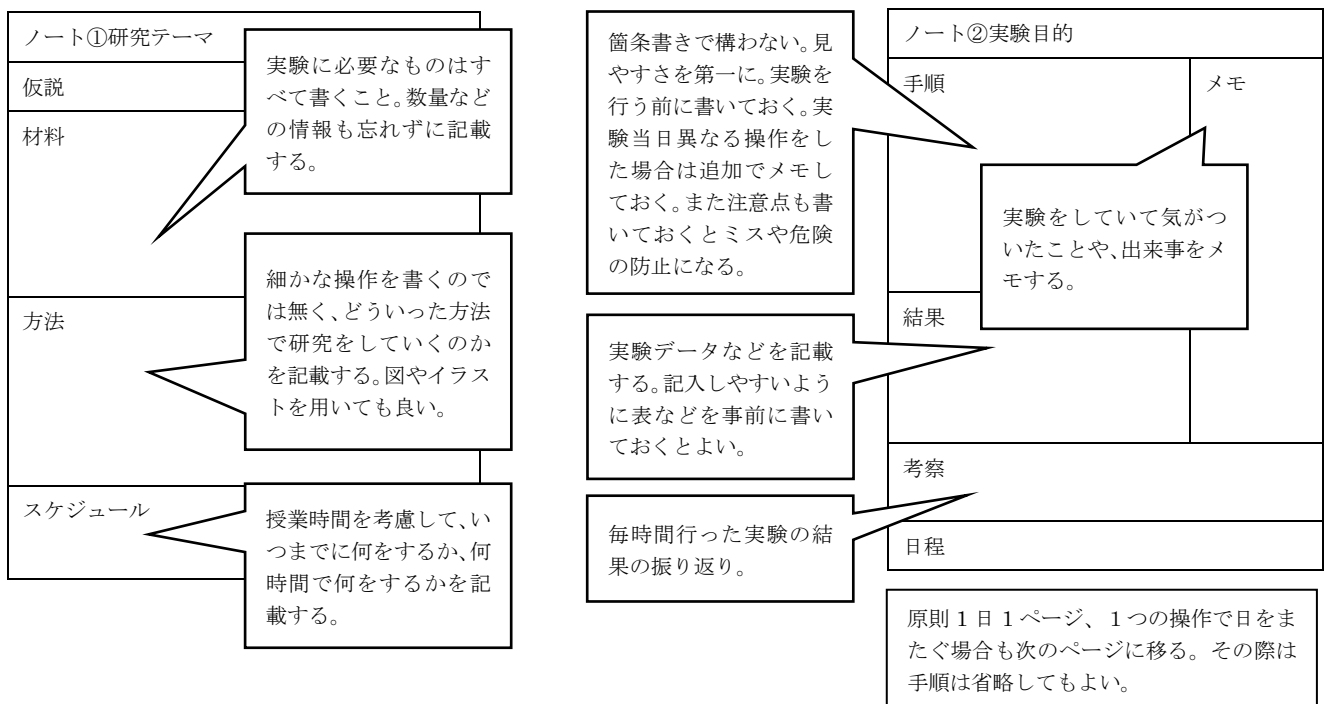 ノート①研究テーマ
仮説
材料
実験に必要なものはす
べて書くこと。数量など
の情報も忘れずに記載
する。
方法
細かな操作を書くので
は無く、どういった方法
で研究をしていくのか
を記載する。図やイラス
トを用いても良い。
スケジュール
授業時間を考慮して、い
つまでに何をするか、何
時間で何をするかを記
載する。
箇条書きで構わない。見
やすさを第一に。実験を
行う前に書いておく。実
験当日異なる操作をし
た場合は追加でメモし
ておく。また注意点も書
いておくとミスや危険
の防止になる。
ノート②実験目的
手順
メモ
実験をしていて気がつ
いたことや、出来事をメ
モする。
結果
実験データなどを記載
する。記入しやすいよう
に表などを事前に書い
ておくとよい。
考察
毎時間行った実験の結
果の振り返り。
日程
原則1日1ページ、1つの操作で日をま
たぐ場合も次のページに移る。その際は
手順は省略してもよい。